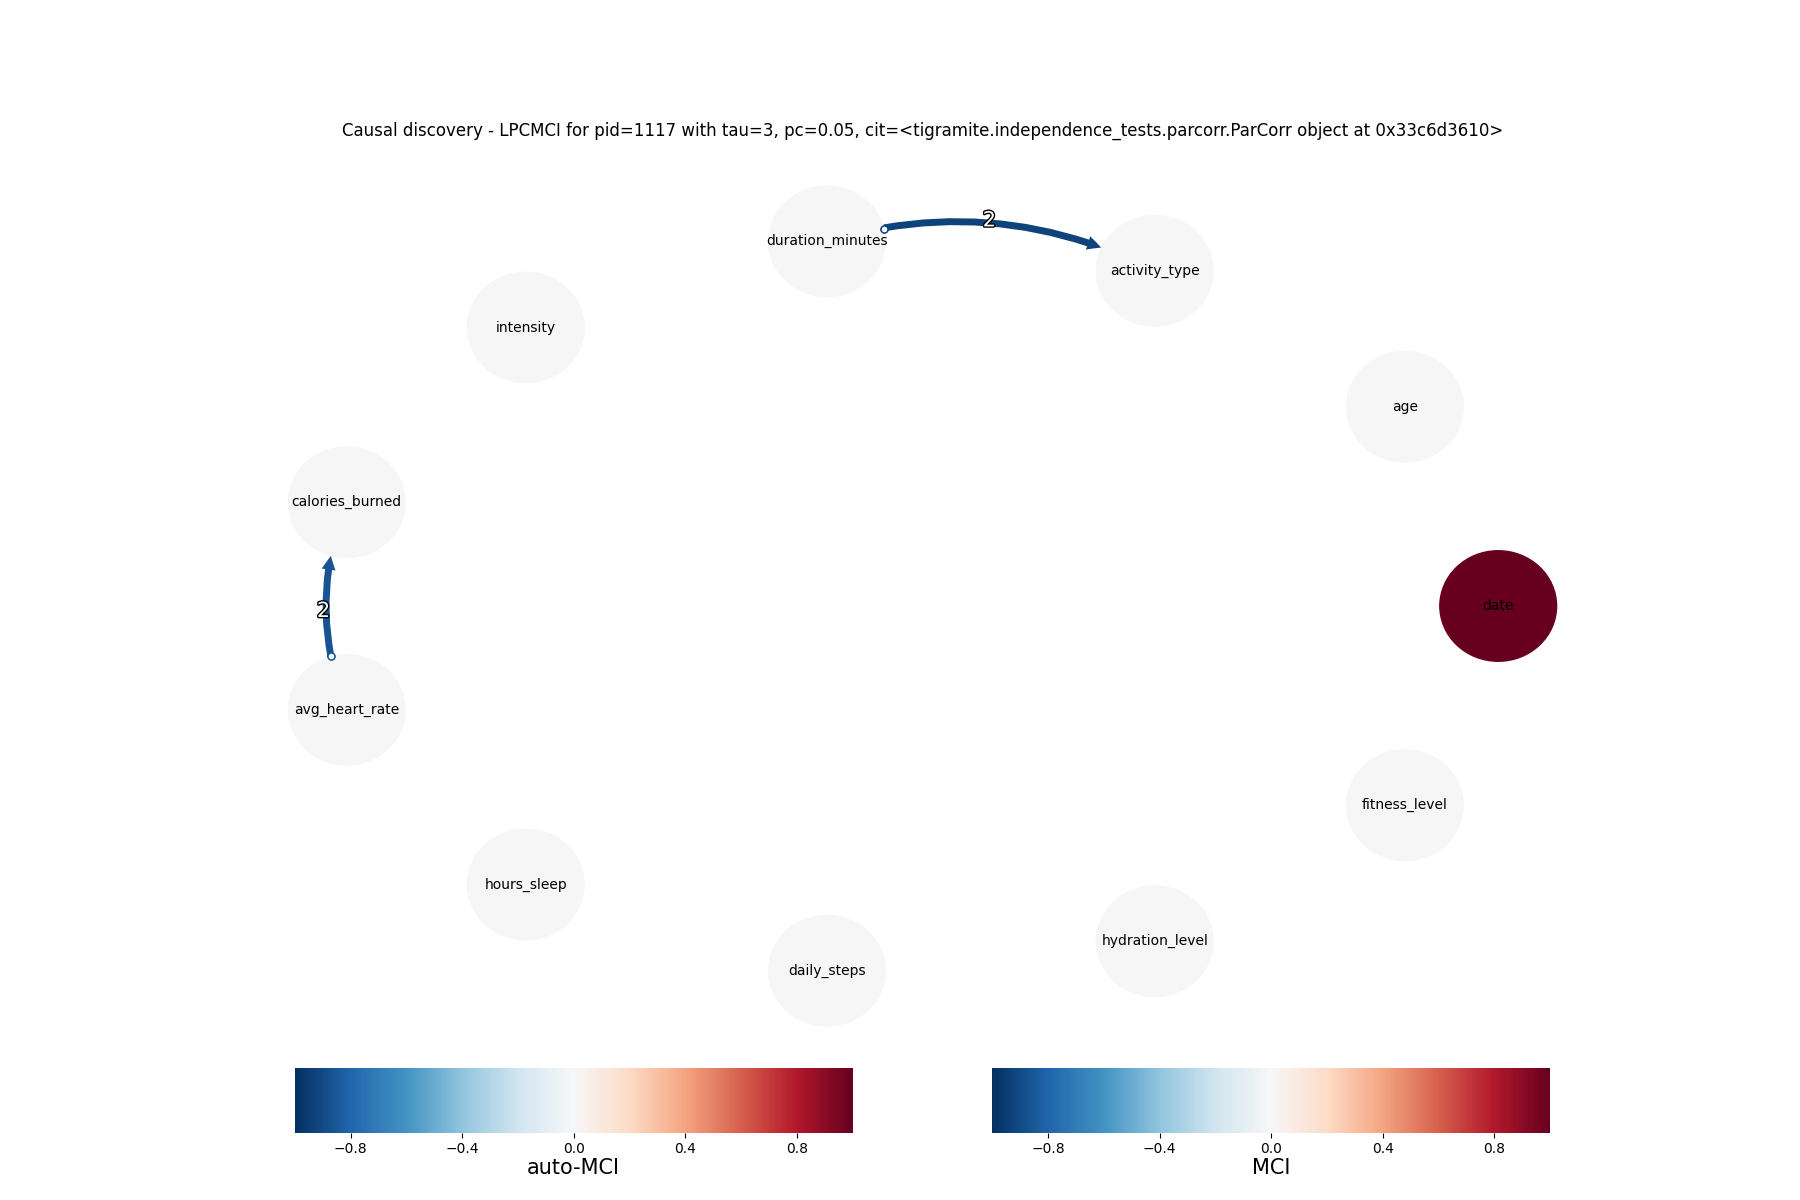 Causal discovery - LPCMCI for pid=1117 with tau=3, pc=0.05, cit=<tigramite.independence_tests.parcorr.ParCorr object at 0x33c6d3610>
2
duration_minutes
activity_type
intensity
age
calories_burned
date
2
avg_heart_rate
fitness_level
hours_sleep
hydration_level
daily_steps
−0.8 −0.4 0.0 0.4 0.8
auto-MCI
−0.8 −0.4 0.0 0.4 0.8
MCI